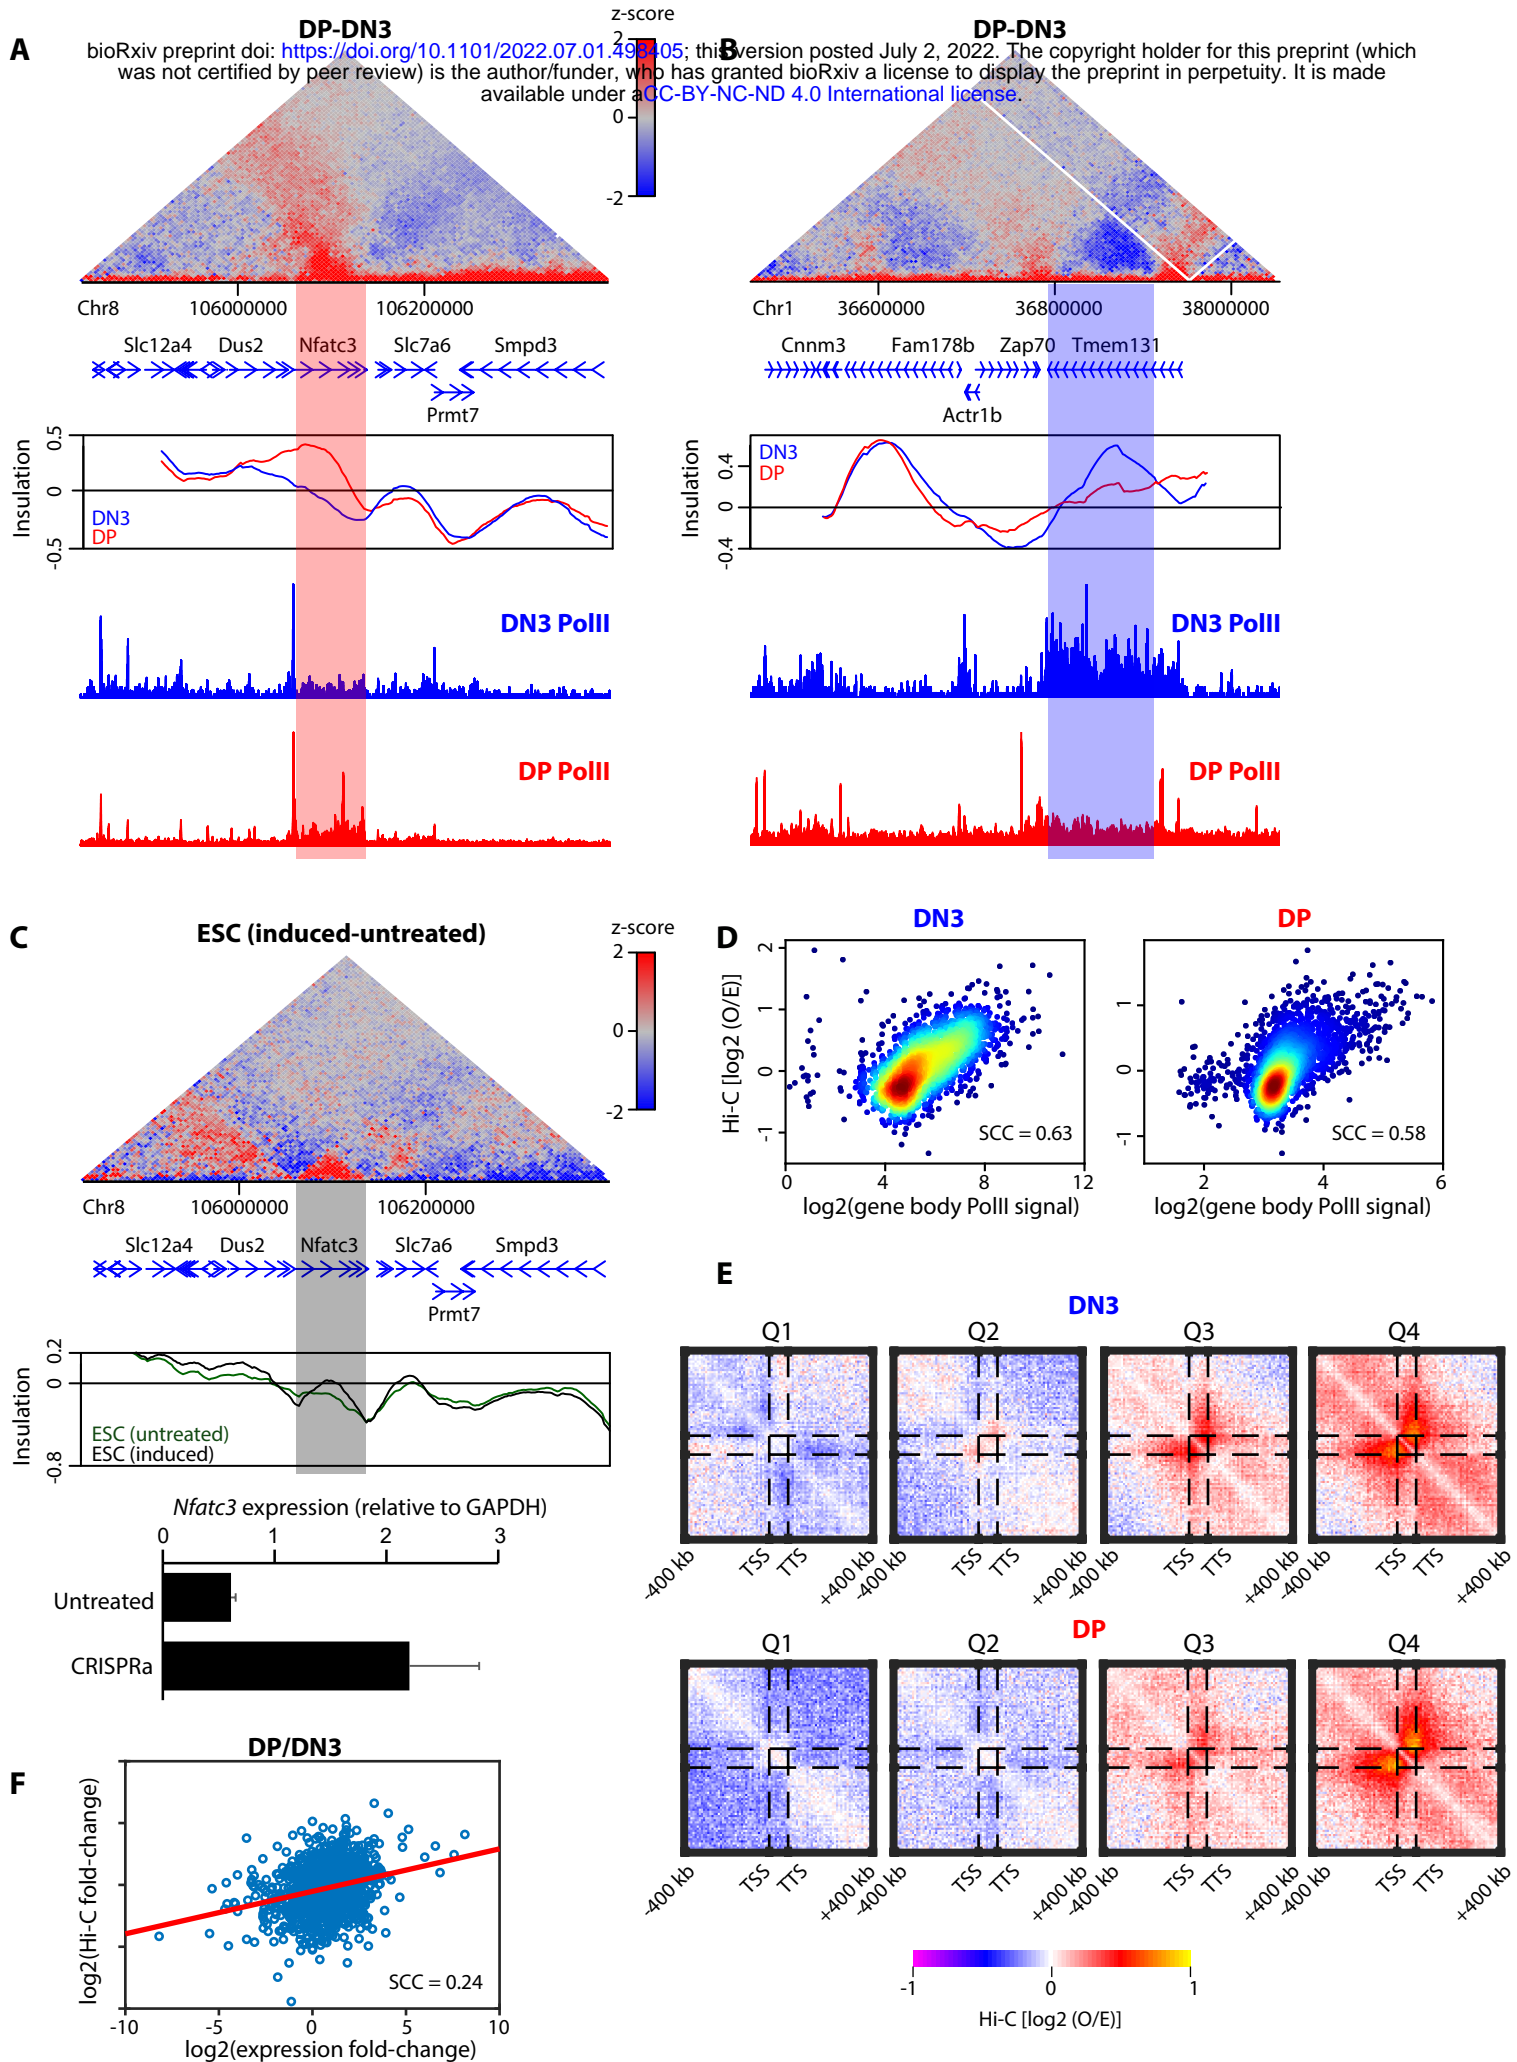 bioRxiv preprint doi: https://doi.org/10.1101/2022.07.01.498405; this version posted July 2, 2022. The copyright holder for this preprint (which
was not certified by peer review) is the author/funder, who has granted bioRxiv a license to display the preprint in perpetuity. It is made
available under aCC-BY-NC-ND 4.0 International license.
A
DP-DN3
z-score
2
0
-2
Chr8 106000000 106200000
Slc12a4 Dus2 Nfatc3 Slc7a6 Smpd3
Prmt7
Insulation
0.5
0
-0.5
DN3
DP
DN3 PolII
DP PolII
B
DP-DN3
Chr1 36600000 36800000 38000000
Cnnm3 Fam178b Zap70 Tmem131
Actr1b
Insulation
0.4
0
-0.4
DN3
DP
DN3 PolII
DP PolII
C
ESC (induced-untreated)
z-score
2
0
-2
Chr8 106000000 106200000
Slc12a4 Dus2 Nfatc3 Slc7a6 Smpd3
Prmt7
Insulation
0.2
0
-0.8
ESC (untreated)
ESC (induced)
Nfatc3 expression (relative to GAPDH)
0 1 2 3
Untreated
CRISPRa
D
DN3
Hi-C [log2 (O/E)]
2
1
0
-1
SCC = 0.63
0 4 8 12
log2(gene body PolII signal)
DP
1
0
-1
SCC = 0.58
2 4 6
log2(gene body PolII signal)
E
DN3
Q1 Q2 Q3 Q4
-400 kb TSS TTS +400 kb -400 kb TSS TTS +400 kb -400 kb TSS TTS +400 kb -400 kb TSS TTS +400 kb
DP
Q1 Q2 Q3 Q4
-400 kb TSS TTS +400 kb -400 kb TSS TTS +400 kb -400 kb TSS TTS +400 kb -400 kb TSS TTS +400 kb
-1 0 1
Hi-C [log2 (O/E)]
F
DP/DN3
log2(Hi-C fold-change)
SCC = 0.24
-10 -5 0 5 10
log2(expression fold-change)